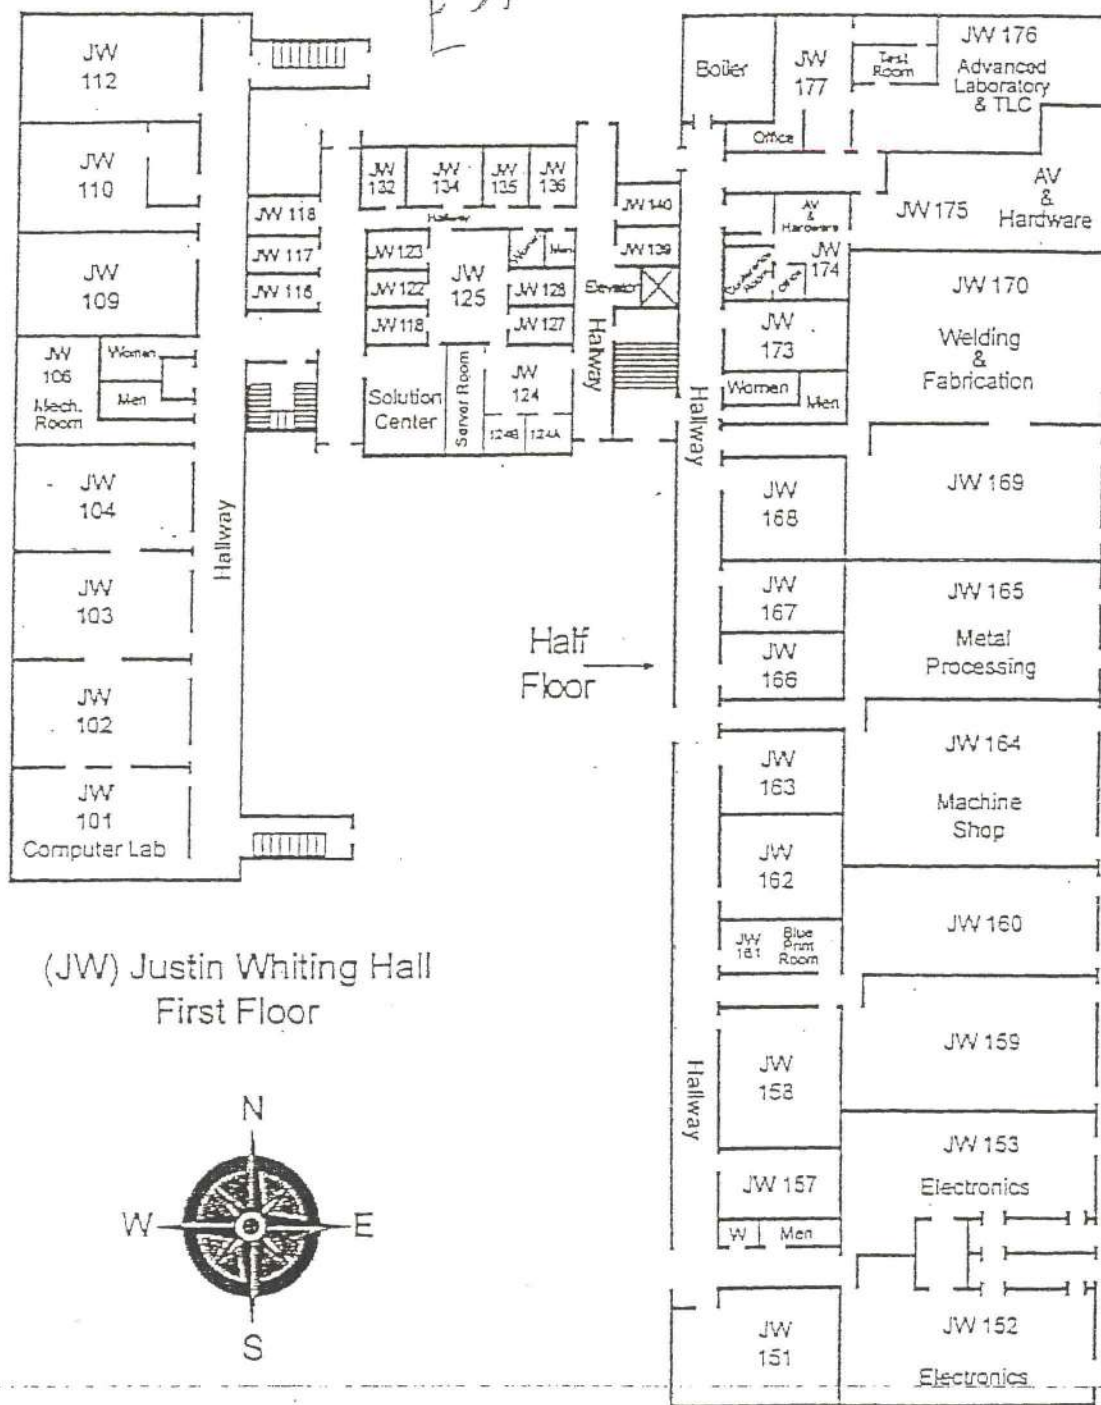 JW
112
JW
110
JW
109
JW
106
Mech.
Room
Women
Men
JW
104
JW
103
JW
102
JW
101
Computer Lab
Hallway
JW 118
JW 117
JW 116
JW
132
JW
134
JW
135
JW
136
Hallway
JW 123
JW 122
JW 118
JW
125
Women
Men
JW 128
JW 127
Solution
Center
Server Room
JW
124
124B
124A
JW 140
JW 139
Elevator
Hallway
Boiler
JW
177
Office
Test
Room
JW 176
Advanced
Laboratory
& TLC
AV
&
Hardware
JW 175
AV
&
Hardware
JW
174
Conference
Room
Office
JW
173
Women
Men
JW 170
Welding
&
Fabrication
Hallway
JW
168
JW 169
JW
167
JW
166
JW 165
Metal
Processing
Half
Floor
JW
163
JW 164
Machine
Shop
JW
162
JW
161
Blue
Print
Room
JW 160
JW 159
JW
158
Hallway
JW 153
Electronics
JW 157
W
Men
JW
151
JW 152
Electronics
(JW) Justin Whiting Hall
First Floor
N
W
E
S